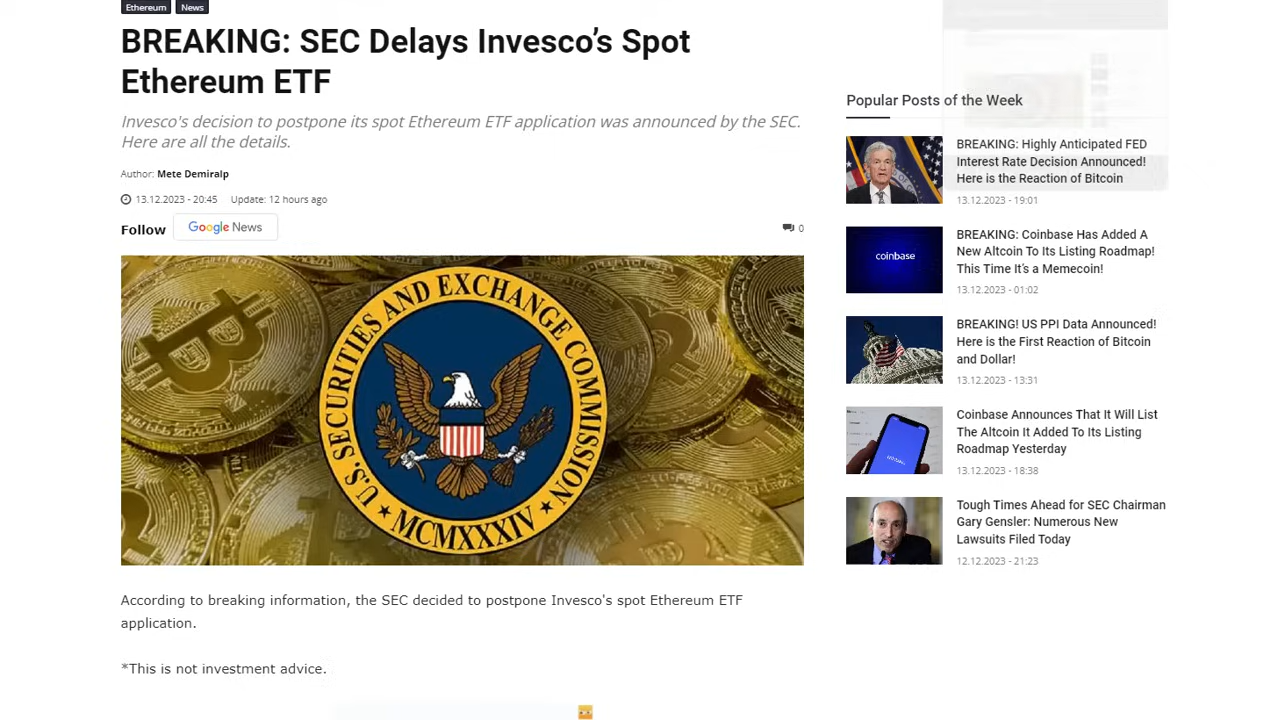 Ethereum News
BREAKING: SEC Delays Invesco’s Spot
Ethereum ETF
Invesco's decision to postpone its spot Ethereum ETF application was announced by the SEC.
Here are all the details.
Author: Mete Demiralp
13.12.2023 - 20:45 Update: 12 hours ago
Follow Google News
0
U.S. SECURITIES AND EXCHANGE COMMISSION
MCMXXXIV
According to breaking information, the SEC decided to postpone Invesco's spot Ethereum ETF
application.
*This is not investment advice.
Popular Posts of the Week
BREAKING: Highly Anticipated FED
Interest Rate Decision Announced!
Here is the Reaction of Bitcoin
13.12.2023 - 19:01
coinbase
BREAKING: Coinbase Has Added A
New Altcoin To Its Listing Roadmap!
This Time It’s a Memecoin!
13.12.2023 - 01:02
BREAKING! US PPI Data Announced!
Here is the First Reaction of Bitcoin
and Dollar!
13.12.2023 - 13:31
Coinbase Announces That It Will List
The Altcoin It Added To Its Listing
Roadmap Yesterday
13.12.2023 - 18:38
Tough Times Ahead for SEC Chairman
Gary Gensler: Numerous New
Lawsuits Filed Today
12.12.2023 - 21:23